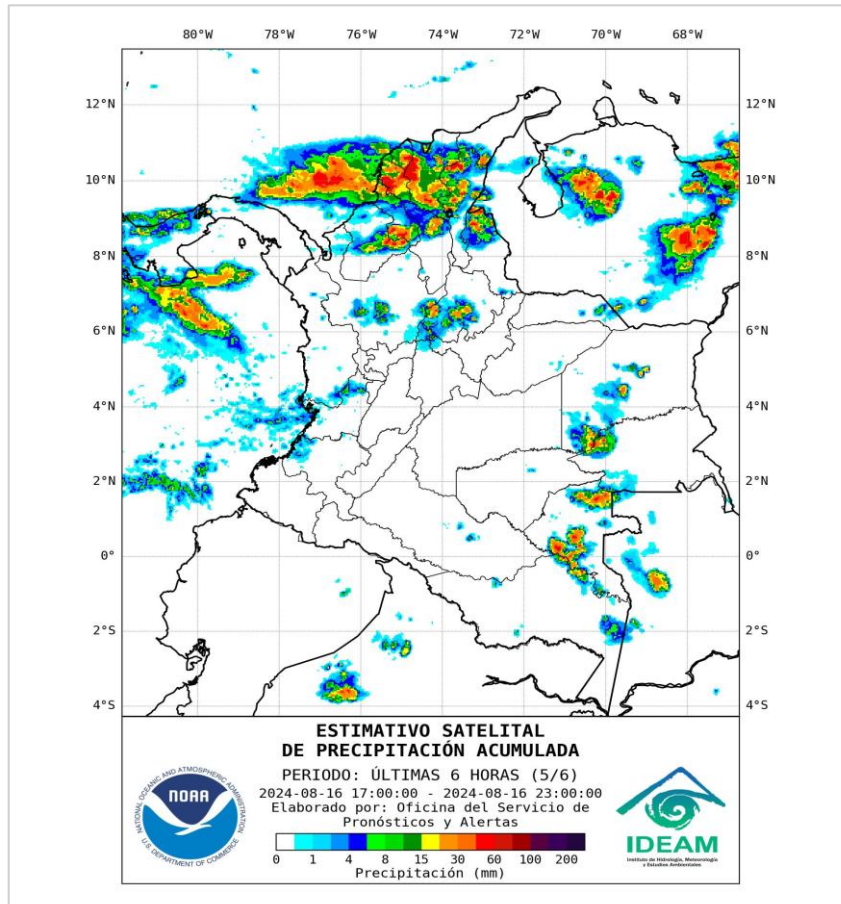 80°W 78°W 76°W 74°W 72°W 70°W 68°W
12°N 12°N
10°N 10°N
8°N 8°N
6°N 6°N
4°N 4°N
2°N 2°N
0° 0°
2°S 2°S
4°S 4°S
ESTIMATIVO SATELITAL
DE PRECIPITACIÓN ACUMULADA
PERIODO: ÚLTIMAS 6 HORAS (5/6)
2024-08-16 17:00:00 - 2024-08-16 23:00:00
Elaborado por: Oficina del Servicio de
Pronósticos y Alertas
0 1 4 8 15 30 60 100 200
Precipitación (mm)
NATIONAL OCEANIC AND ATMOSPHERIC ADMINISTRATION
NOAA
U.S. DEPARTMENT OF COMMERCE
IDEAM
Instituto de Hidrología, Meteorología
y Estudios Ambientales